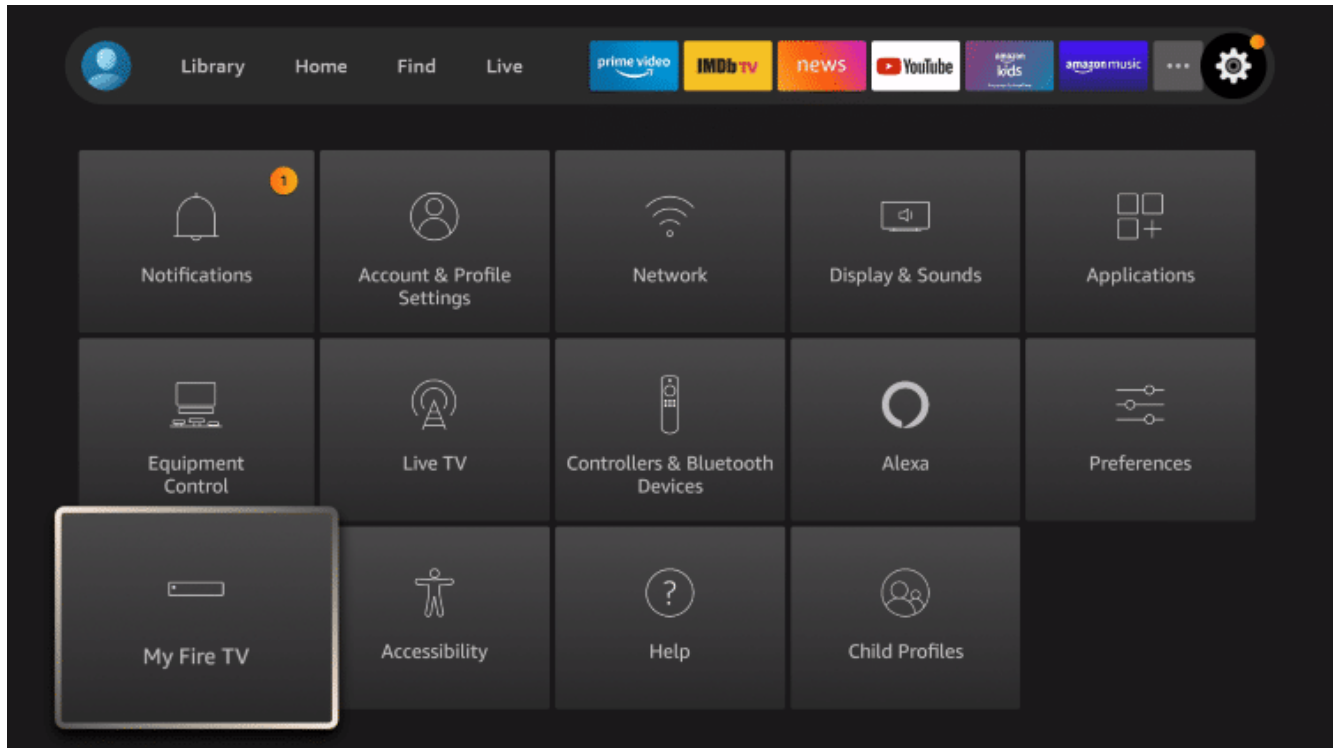 Library Home Find Live prime video IMDb TV news YouTube amazon kids amazon music
1
Notifications
Account & Profile
Settings
Network
Display & Sounds
Applications
Equipment
Control
Live TV
Controllers & Bluetooth
Devices
Alexa
Preferences
My Fire TV
Accessibility
?
Help
Child Profiles